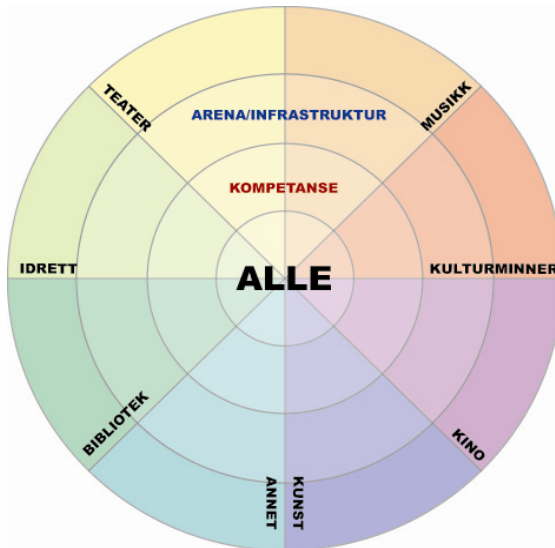 TEATER
MUSIKK
ARENA/INFRASTRUKTUR
KOMPETANSE
IDRETT
ALLE
KULTURMINNER
BIBLIOTEK
KINO
ANNET
KUNST